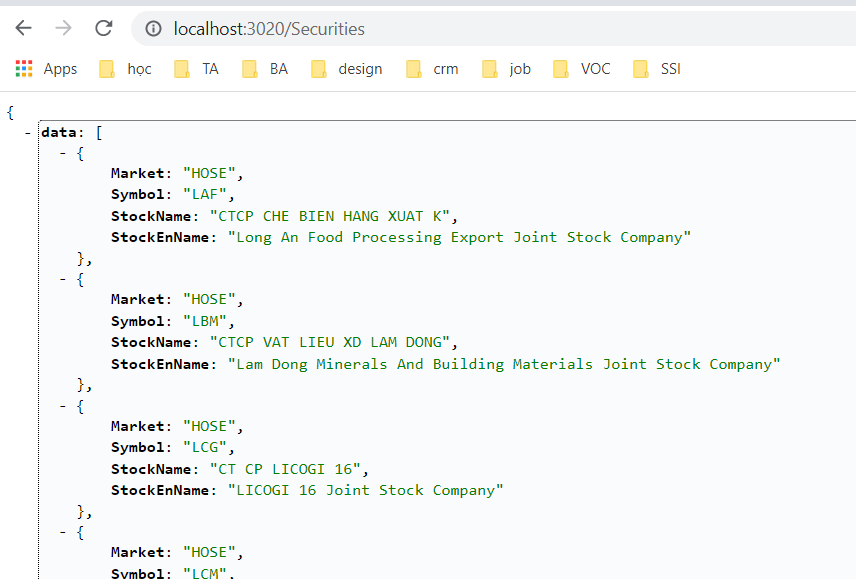 localhost:3020/Securities
Apps học TA BA design crm job VOC SSI
{
- data: [
- {
Market: "HOSE",
Symbol: "LAF",
StockName: "CTCP CHE BIEN HANG XUAT K",
StockEnName: "Long An Food Processing Export Joint Stock Company"
},
- {
Market: "HOSE",
Symbol: "LBM",
StockName: "CTCP VAT LIEU XD LAM DONG",
StockEnName: "Lam Dong Minerals And Building Materials Joint Stock Company"
},
- {
Market: "HOSE",
Symbol: "LCG",
StockName: "CT CP LICOGI 16",
StockEnName: "LICOGI 16 Joint Stock Company"
},
- {
Market: "HOSE",
Symbol: "LCM",